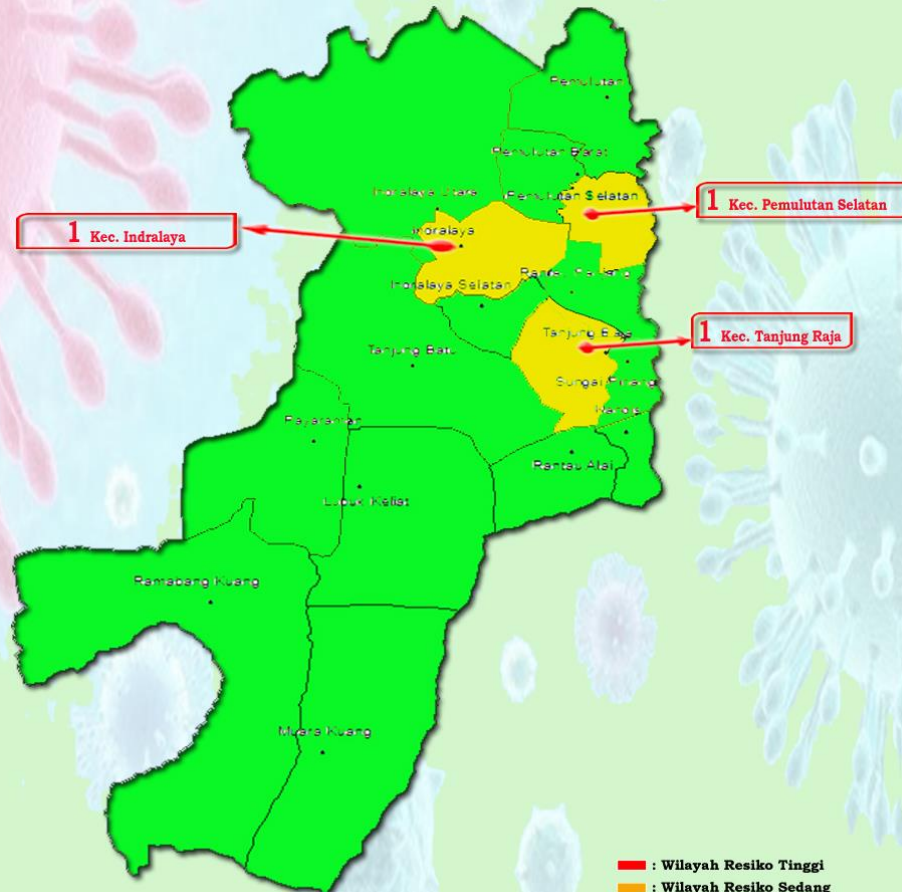 Pemulutan
Pemulutan Barat
Indralaya Utara
Pemulutan Selatan
1 Kec. Pemulutan Selatan
1 Kec. Indralaya
Indralaya
Indralaya Selatan
Tanjung Raja
1 Kec. Tanjung Raja
Tanjung Batu
Sungai Pinang
Payaraman
Rantau Alai
Lubuk Keliat
Ramabang Kuang
Muara Kuang
: Wilayah Resiko Tinggi
: Wilayah Resiko Sedang